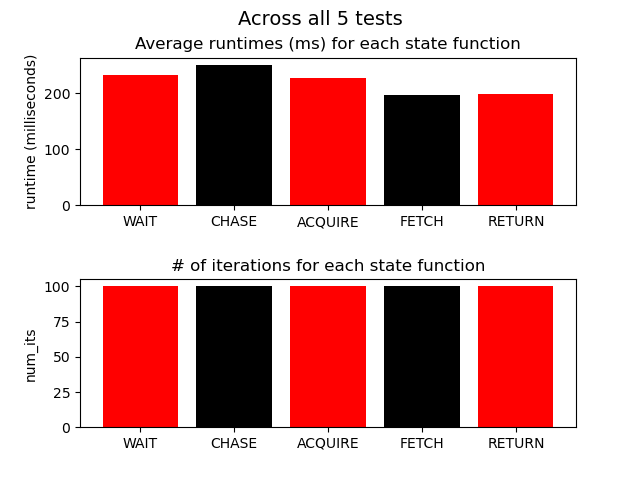 Across all 5 tests
Average runtimes (ms) for each state function
runtime (milliseconds)
200
100
0
WAIT CHASE ACQUIRE FETCH RETURN
# of iterations for each state function
num_its
100
75
50
25
0
WAIT CHASE ACQUIRE FETCH RETURN